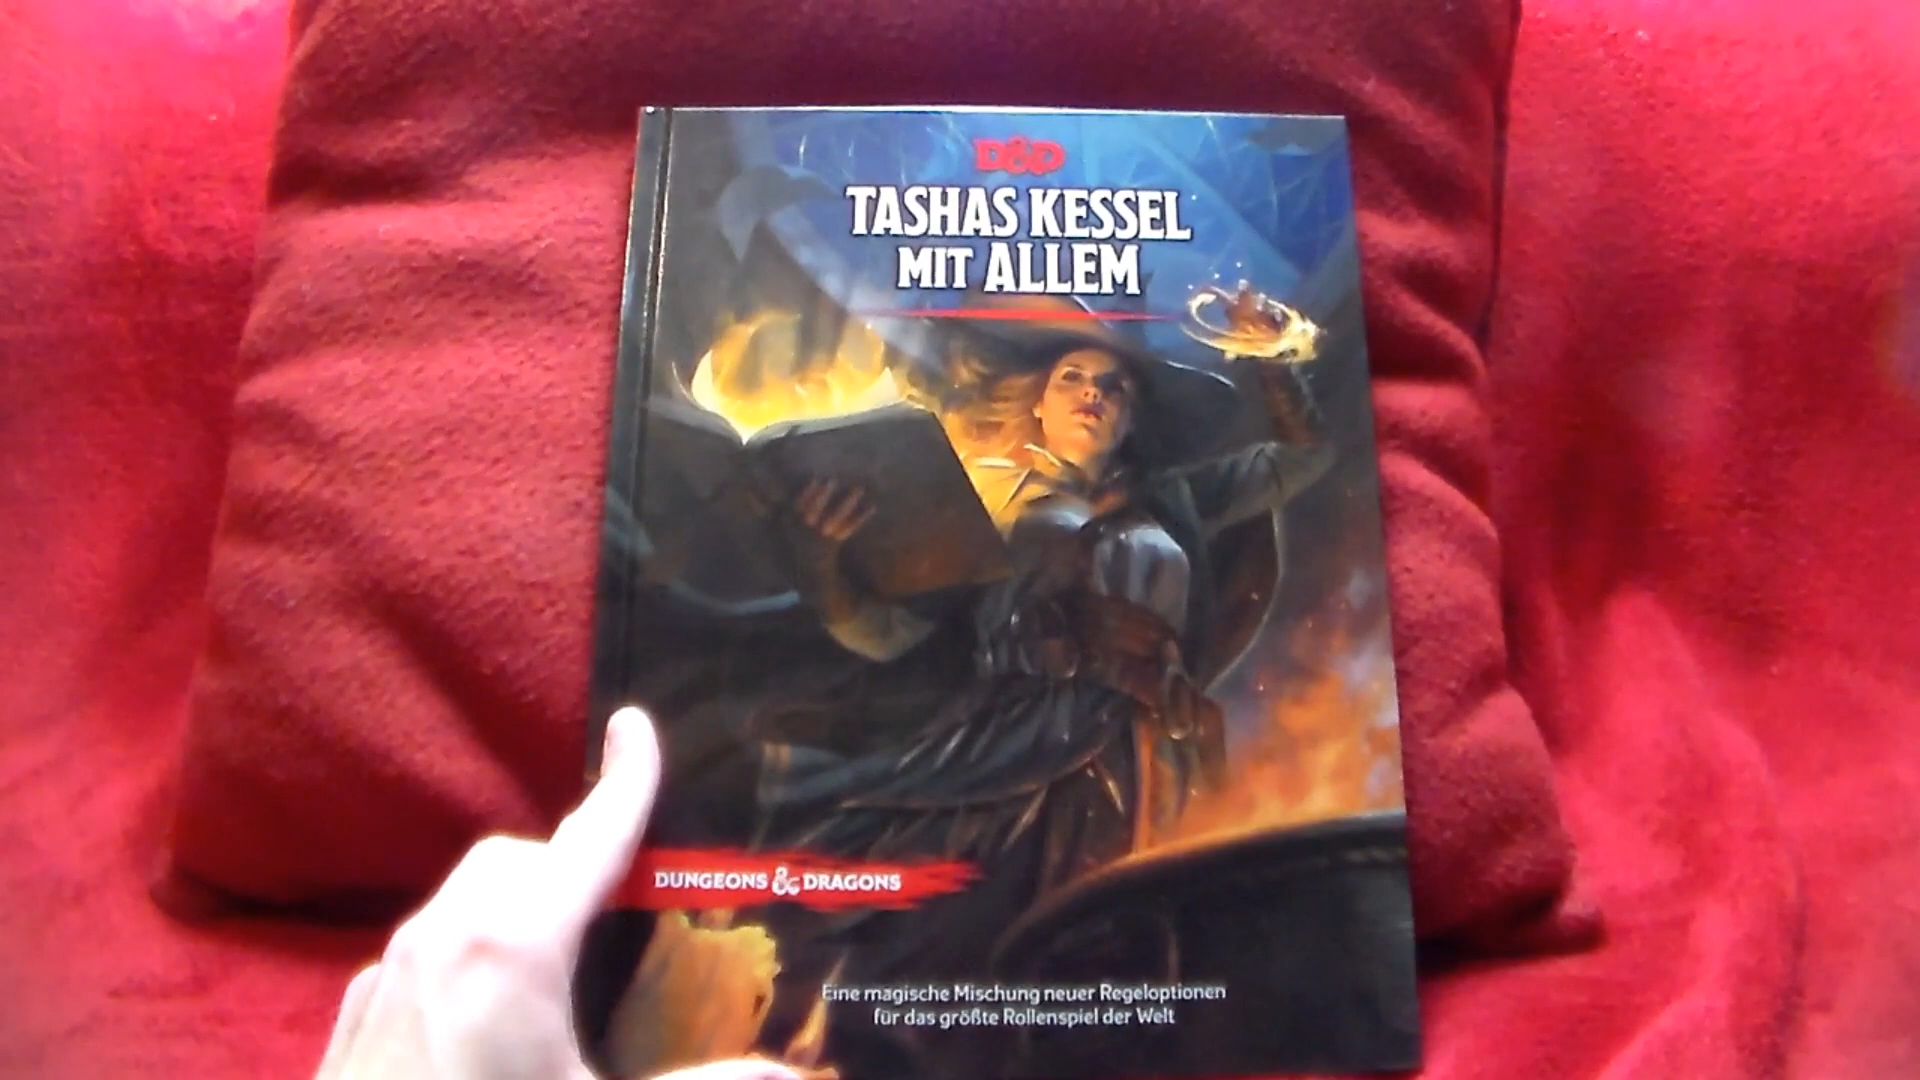 D&D
TASHAS KESSEL
MIT ALLEM
DUNGEONS & DRAGONS
Eine magische Mischung neuer Regeloptionen
für das größte Rollenspiel der Welt